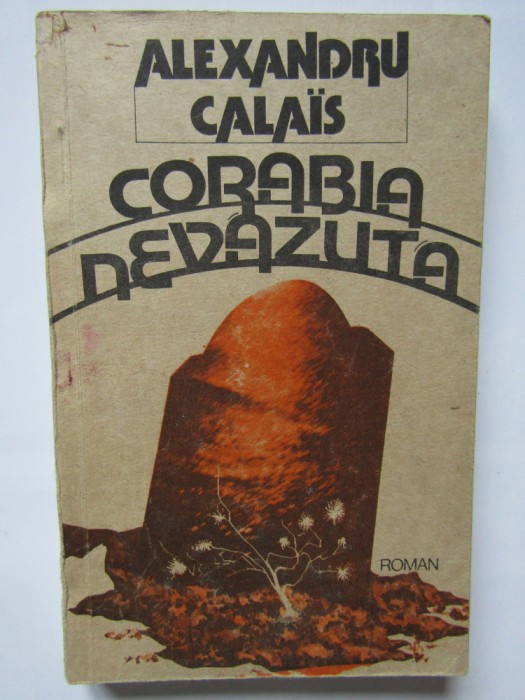 ALEXANDRU
CALAÏS
CORABIA
NEVĂZUTĂ
ROMAN